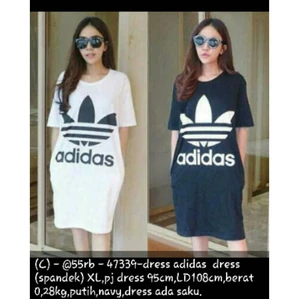 adidas
adidas
(C) - @55rb - 47339-dress adidas dress
(spandek) XL,pj dress 95cm,LD108cm,berat
0,28kg,putih,navy,dress ada saku,